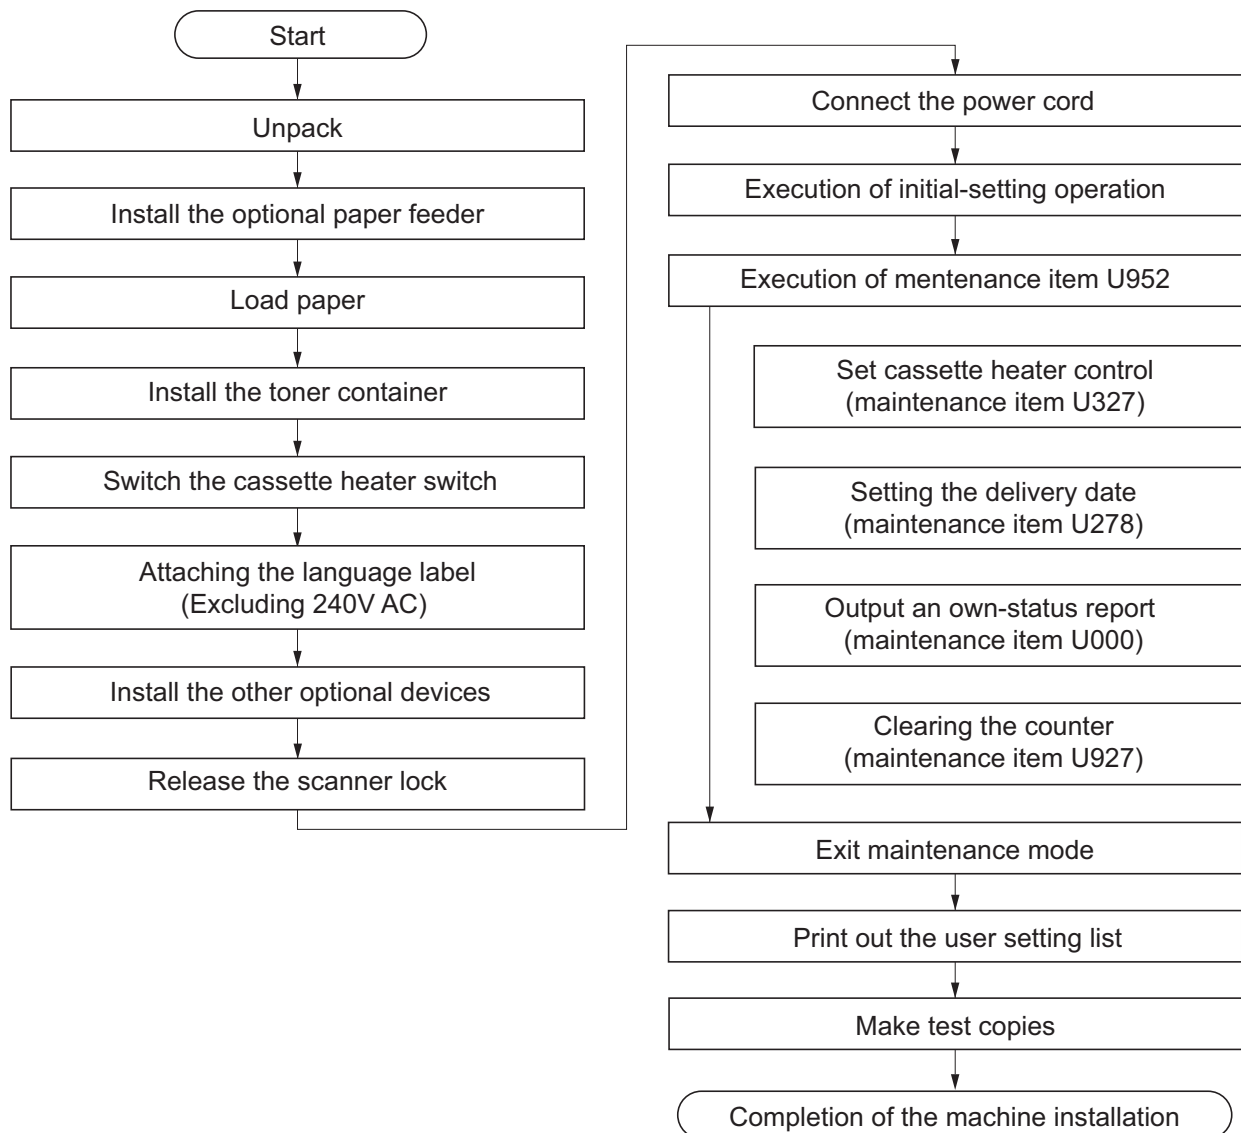 Start
Unpack
Install the optional paper feeder
Load paper
Install the toner container
Switch the cassette heater switch
Attaching the language label
(Excluding 240V AC)
Install the other optional devices
Release the scanner lock
Connect the power cord
Execution of initial-setting operation
Execution of mentenance item U952
Set cassette heater control
(maintenance item U327)
Setting the delivery date
(maintenance item U278)
Output an own-status report
(maintenance item U000)
Clearing the counter
(maintenance item U927)
Exit maintenance mode
Print out the user setting list
Make test copies
Completion of the machine installation